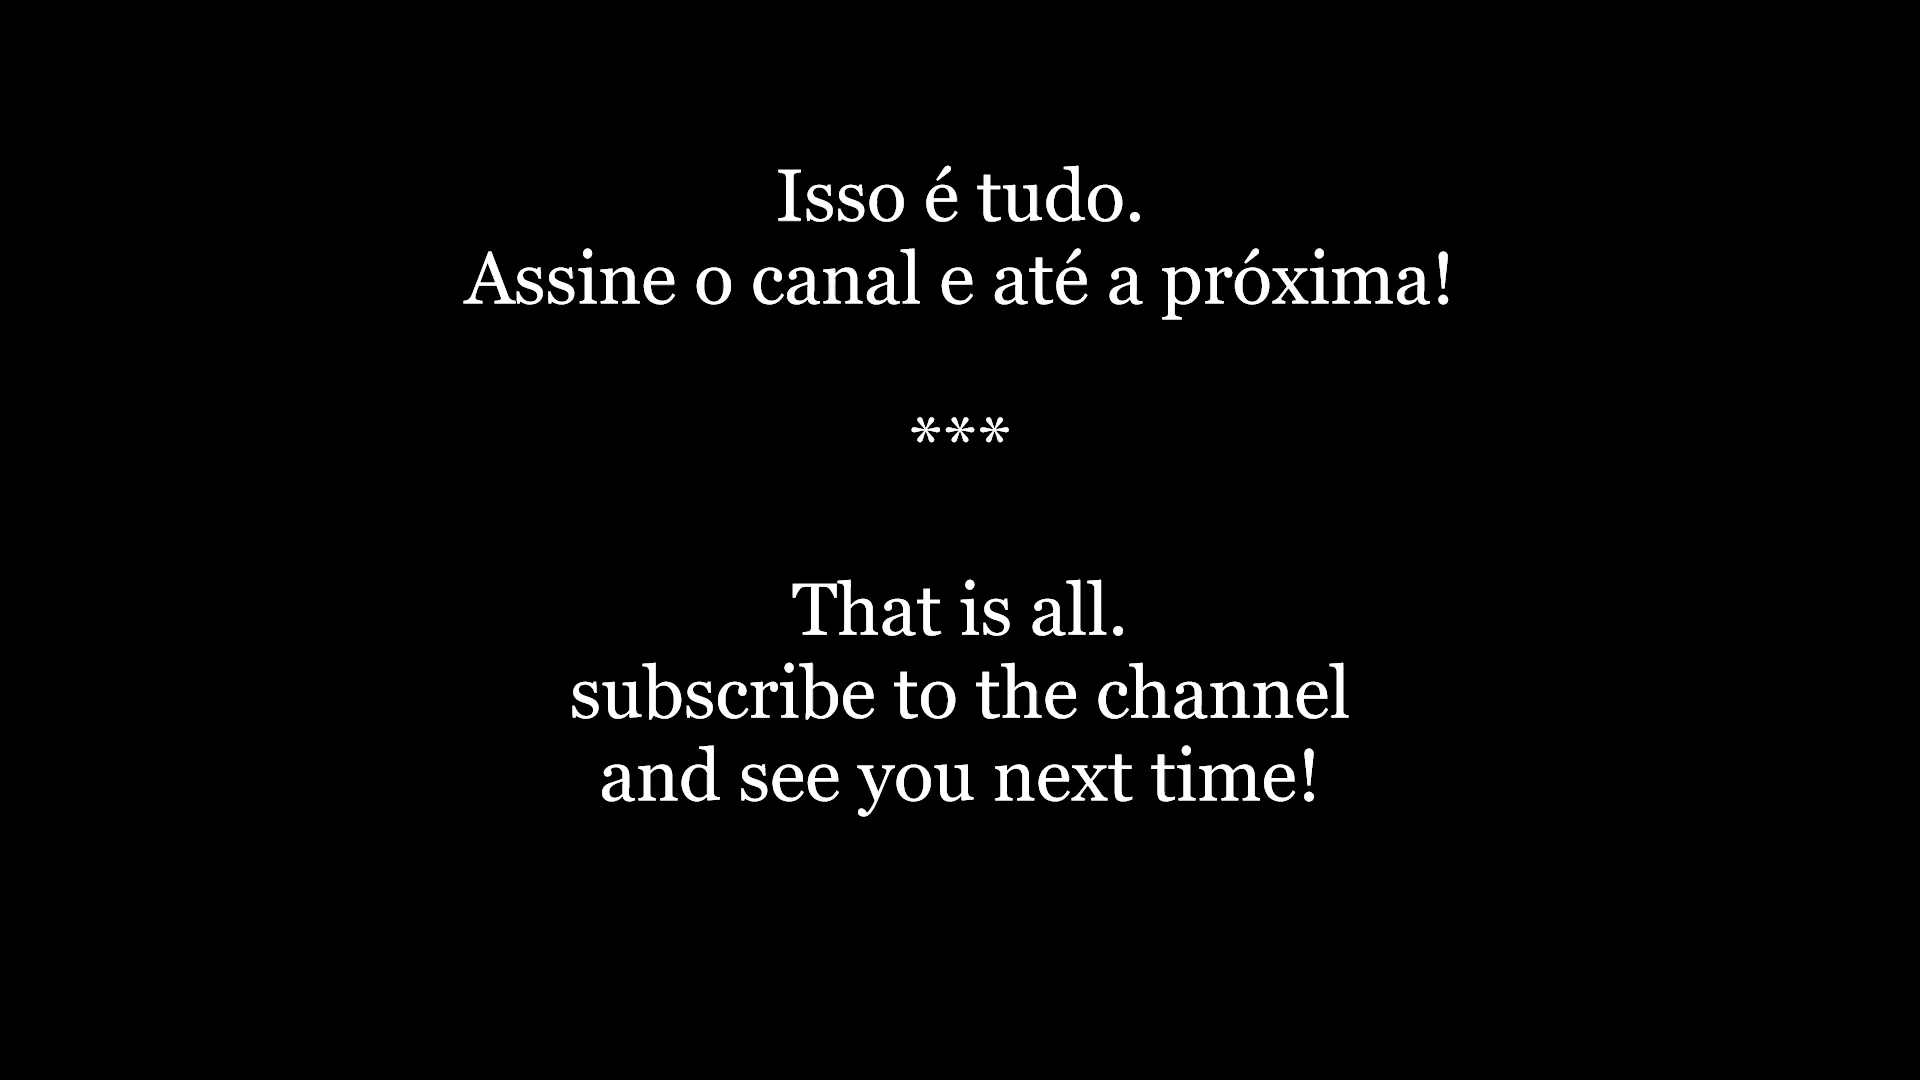 Isso é tudo.
Assine o canal e até a próxima!
***
That is all.
subscribe to the channel
and see you next time!